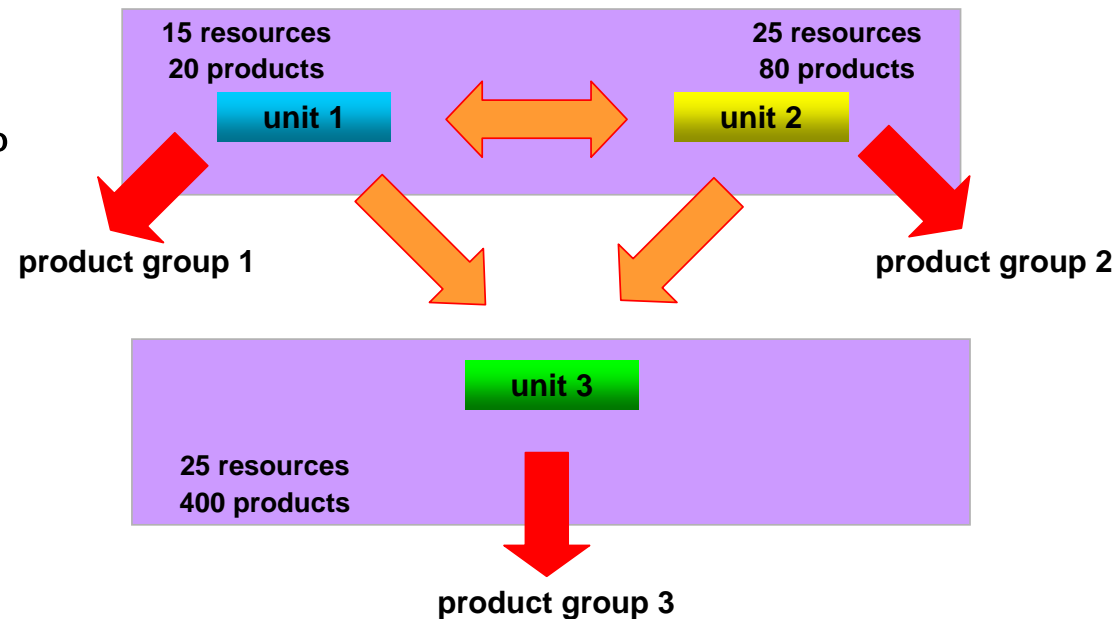 15 resources
20 products
25 resources
80 products
unit 1
unit 2
product group 1
product group 2
unit 3
25 resources
400 products
product group 3